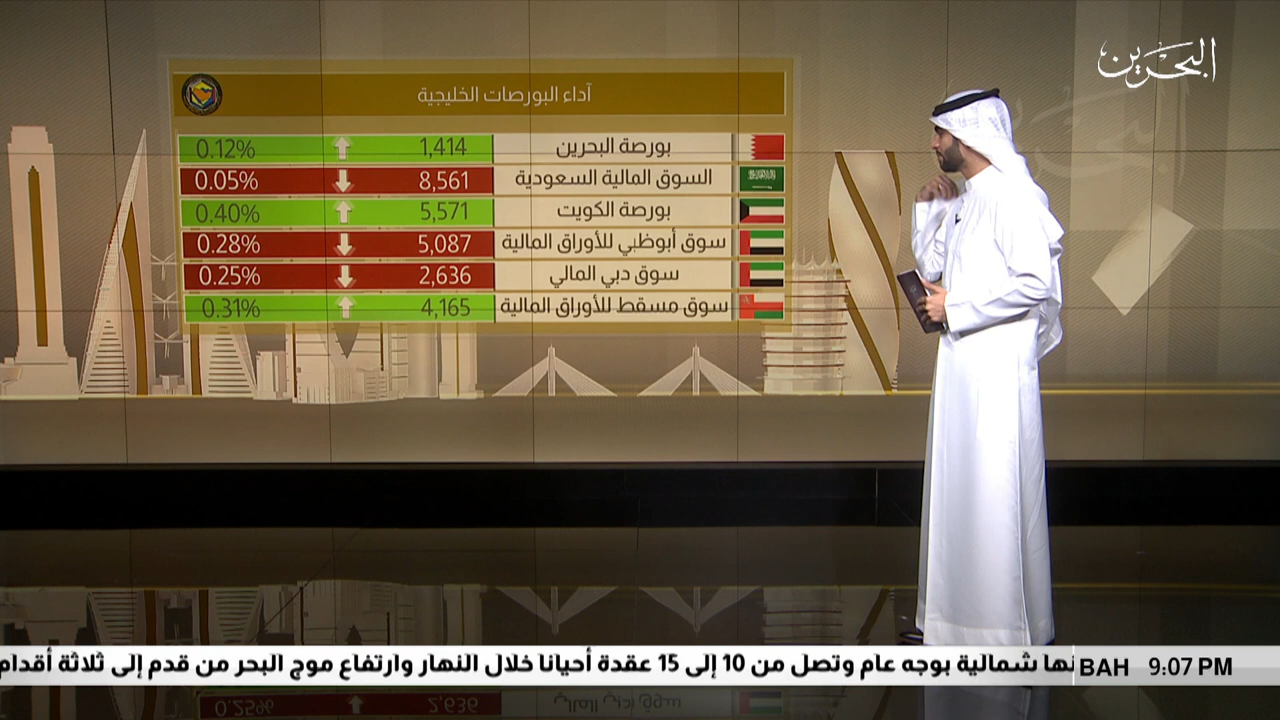 البحرين
آداء البورصات الخليجية
بورصة البحرين 1,414 0.12%
السوق المالية السعودية 8,561 0.05%
بورصة الكويت 5,571 0.40%
سوق أبوظبي للأوراق المالية 5,087 0.28%
سوق دبي المالي 2,636 0.25%
سوق مسقط للأوراق المالية 4,165 0.31%
شمالية بوجه عام وتصل من 10 إلى 15 عقدة أحيانا خلال النهار وارتفاع موج البحر من قدم إلى ثلاثة أقدام
BAH 9:07 PM